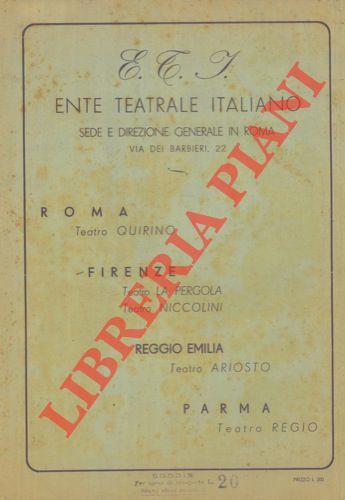 E. T. I.
ENTE TEATRALE ITALIANO
SEDE E DIREZIONE GENERALE IN ROMA
VIA DEI BARBIERI, 22
ROMA
Teatro QUIRINO
FIRENZE
Teatro LA PERGOLA
Teatro NICCOLINI
REGGIO EMILIA
Teatro ARIOSTO
PARMA
Teatro REGIO
LIBRERIA PIANI
20
PREZZO L.